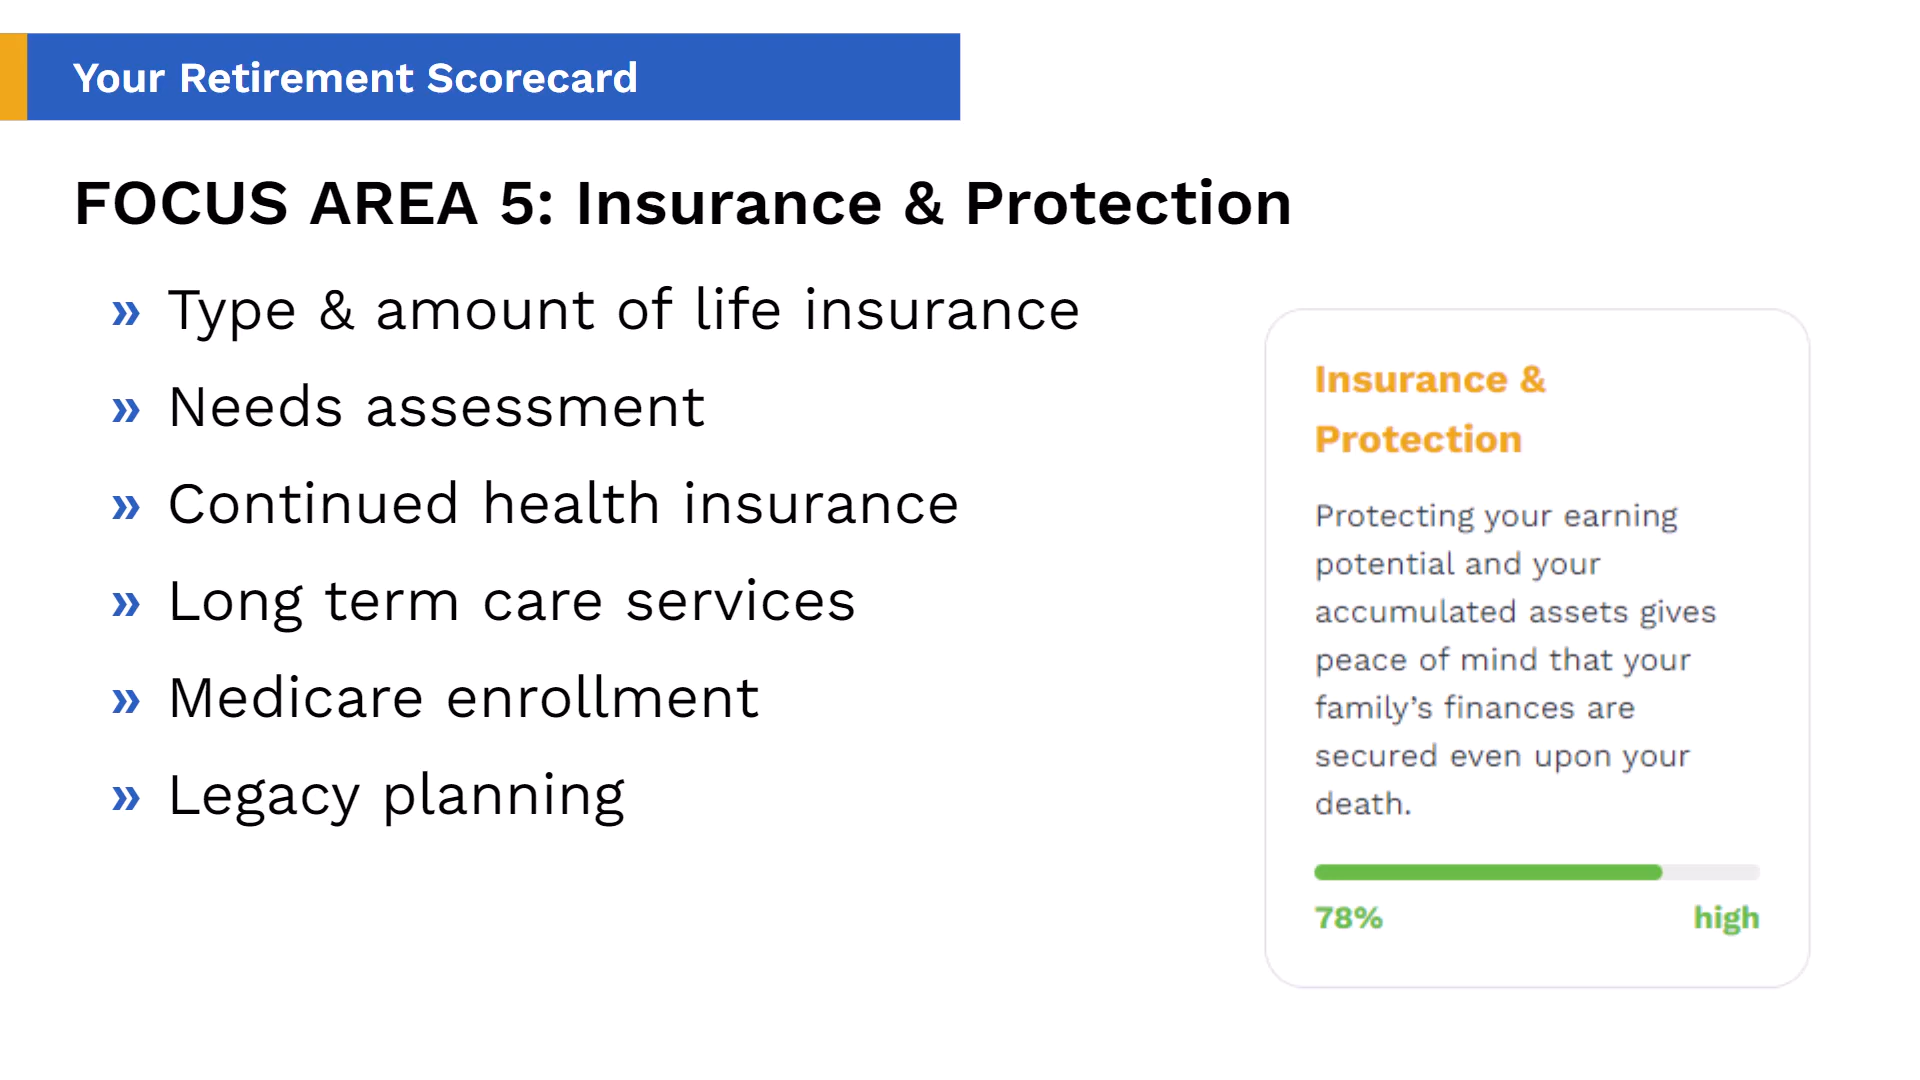 Your Retirement Scorecard
FOCUS AREA 5: Insurance & Protection
» Type & amount of life insurance
» Needs assessment
» Continued health insurance
» Long term care services
» Medicare enrollment
» Legacy planning
Insurance &
Protection
Protecting your earning
potential and your
accumulated assets gives
peace of mind that your
family’s finances are
secured even upon your
death.
78% high